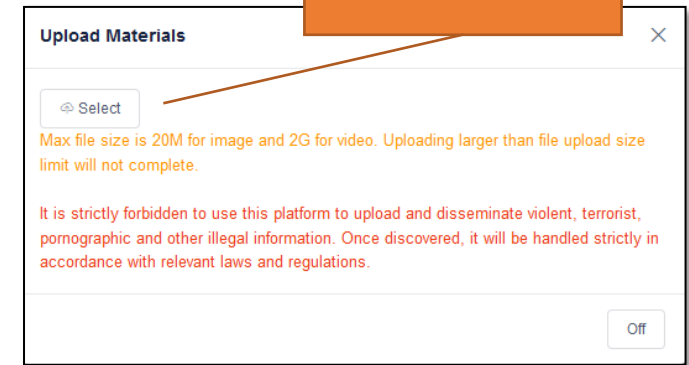 Upload Materials
Select
Max file size is 20M for image and 2G for video. Uploading larger than file upload size
limit will not complete.
It is strictly forbidden to use this platform to upload and disseminate violent, terrorist,
pornographic and other illegal information. Once discovered, it will be handled strictly in
accordance with relevant laws and regulations.
Off